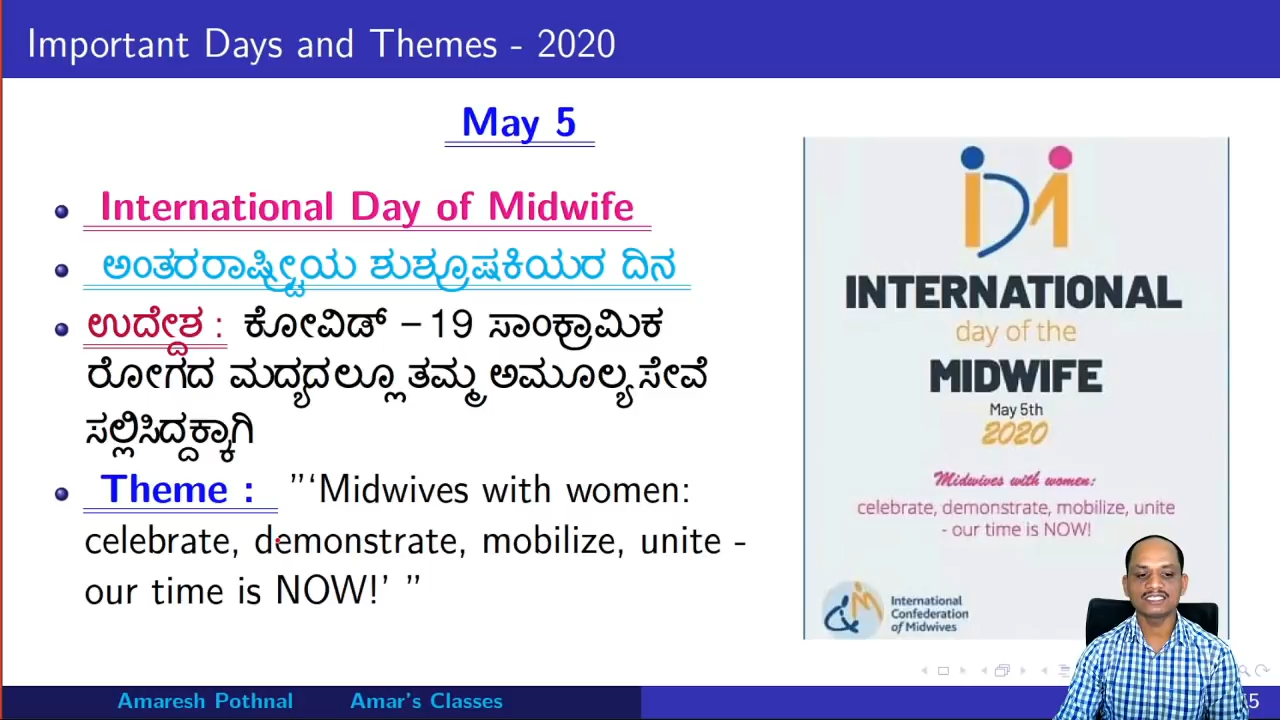 Important Days and Themes - 2020
May 5
International Day of Midwife
ಅಂತರರಾಷ್ಟ್ರೀಯ ಶುಶ್ರೂಷಕಿಯರ ದಿನ
ಉದೇಶ : ಕೋವಿಡ್ – 19 ಸಾಂಕ್ರಾಮಿಕ
ರೋಗದ ಮದ್ಯದಲ್ಲೂ ತಮ್ಮ ಅಮೂಲ್ಯ ಸೇವೆ
ಸಲ್ಲಿಸಿದ್ದಕ್ಕಾಗಿ
Theme : "‘Midwives with women:
celebrate, demonstrate, mobilize, unite -
our time is NOW!’ "
INTERNATIONAL
day of the
MIDWIFE
May 5th
2020
Midwives with women:
celebrate, demonstrate, mobilize, unite
- our time is NOW!
International
Confederation
of Midwives
Amaresh Pothnal Amar's Classes